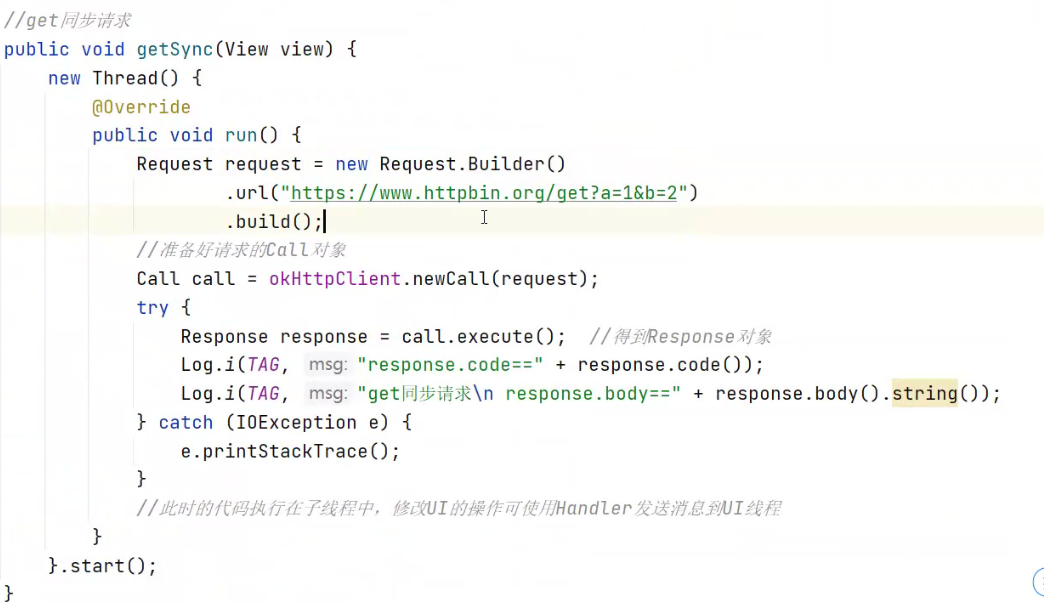 //get同步请求
public void getSync(View view) {
    new Thread() {
        @Override
        public void run() {
            Request request = new Request.Builder()
                    .url("https://www.httpbin.org/get?a=1&b=2")
                    .build();
            //准备好请求的Call对象
            Call call = okHttpClient.newCall(request);
            try {
                Response response = call.execute();  //得到Response对象
                Log.i(TAG, msg: "response.code==" + response.code());
                Log.i(TAG, msg: "get同步请求\n response.body==" + response.body().string());
            } catch (IOException e) {
                e.printStackTrace();
            }
            //此时的代码执行在子线程中，修改UI的操作可使用Handler发送消息到UI线程
        }
    }.start();
}